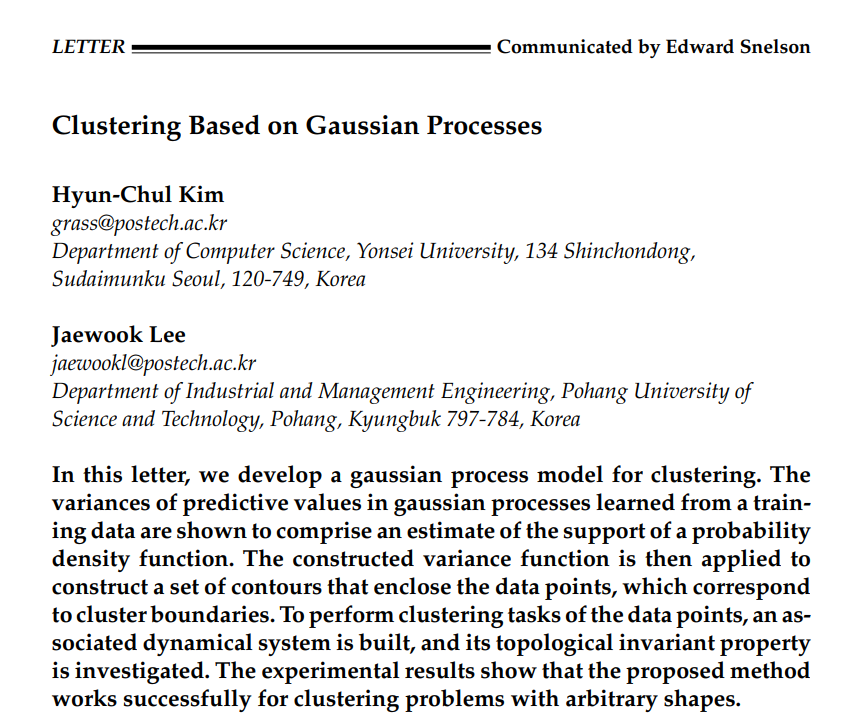 LETTER Communicated by Edward Snelson
Clustering Based on Gaussian Processes
Hyun-Chul Kim
grass@postech.ac.kr
Department of Computer Science, Yonsei University, 134 Shinchondong,
Sudaimunku Seoul, 120-749, Korea
Jaewook Lee
jaewookl@postech.ac.kr
Department of Industrial and Management Engineering, Pohang University of
Science and Technology, Pohang, Kyungbuk 797-784, Korea
In this letter, we develop a gaussian process model for clustering. The
variances of predictive values in gaussian processes learned from a train-
ing data are shown to comprise an estimate of the support of a probability
density function. The constructed variance function is then applied to
construct a set of contours that enclose the data points, which correspond
to cluster boundaries. To perform clustering tasks of the data points, an as-
sociated dynamical system is built, and its topological invariant property
is investigated. The experimental results show that the proposed method
works successfully for clustering problems with arbitrary shapes.